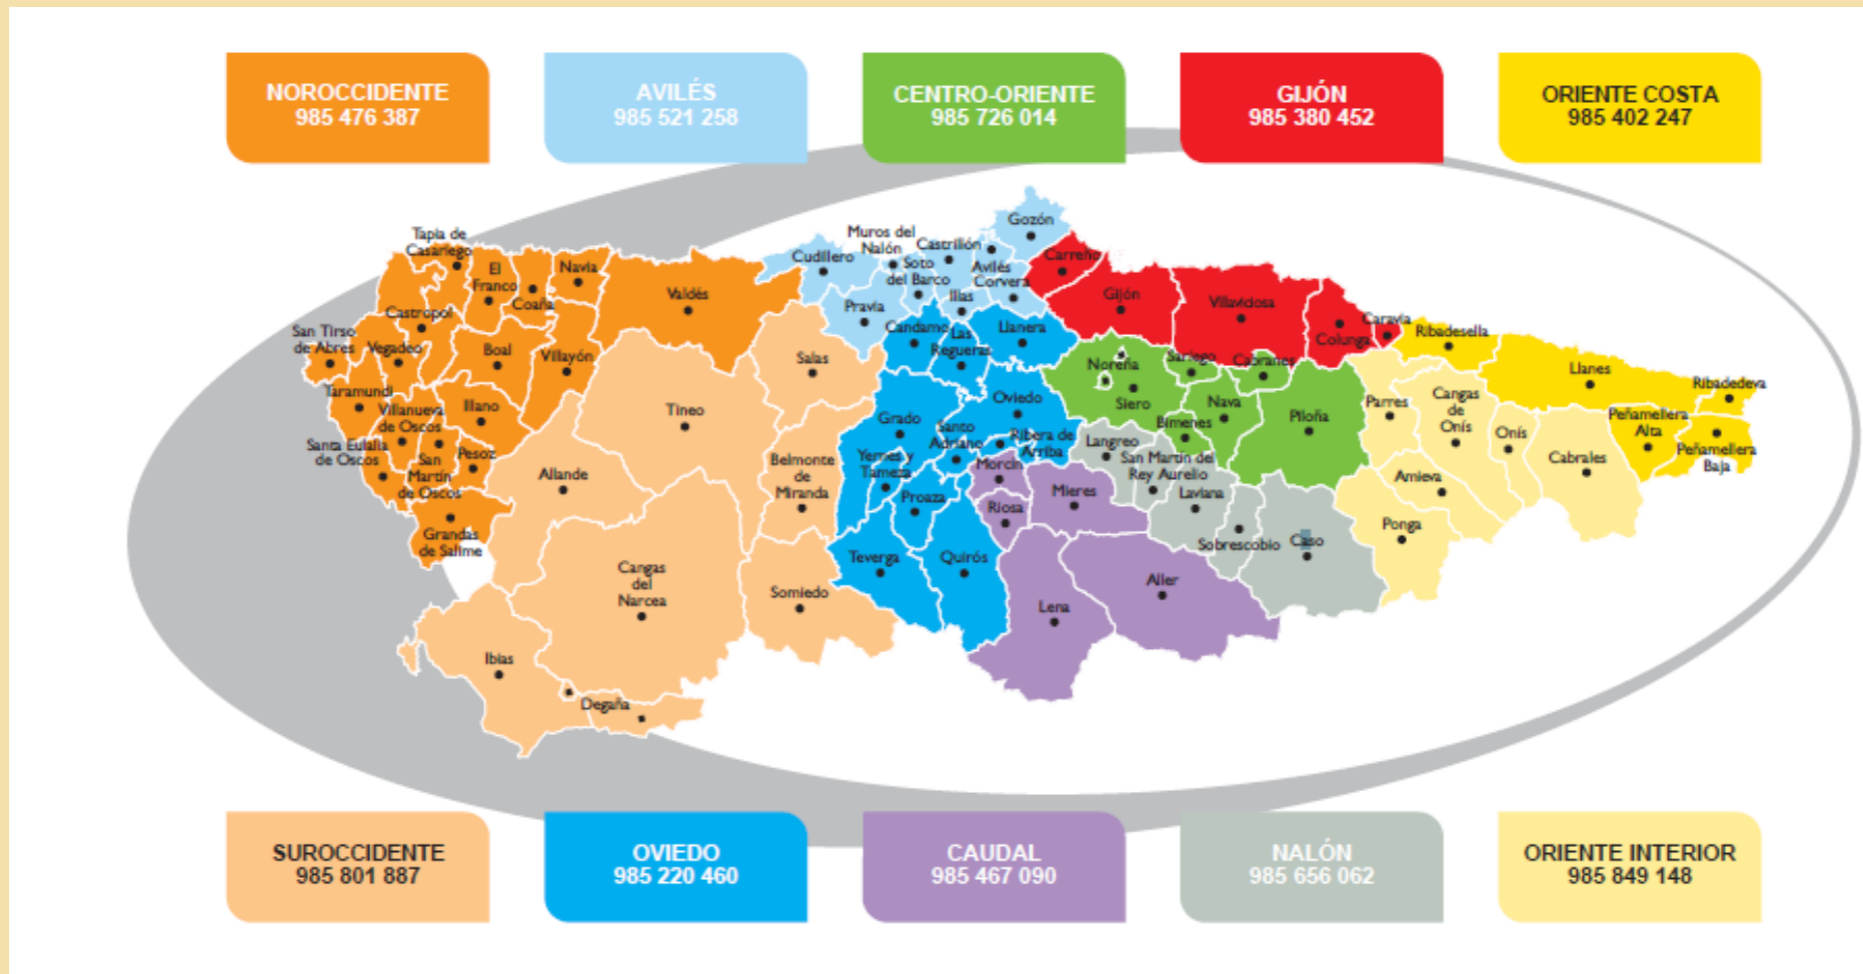 NOROCCIDENTE
985 476 387
AVILÉS
985 521 258
CENTRO-ORIENTE
985 726 014
GIJÓN
985 380 452
ORIENTE COSTA
985 402 247
Gozón
Tapia de
Casariego
Muros del
Nalón
Castrillón
Cudillero
Soto
del Barco
Avilés
Corvera
Carreño
El
Franco
Navia
Coaña
Valdés
Illas
Pravia
Gijón
Villaviciosa
Castropol
Caravia
Colunga
Ribadesella
San Tirso
de Abres
Vegadeo
Boal
Villayón
Salas
Candamo
Las
Regueras
Llanera
Noreña
Sariego
Cabranes
Llanes
Ribadedeva
Taramundi
Villanueva
de Oscos
Illano
Tineo
Grado
Oviedo
Siero
Nava
Piloña
Parres
Cangas
de
Onís
Onís
Peñamellera
Alta
Peñamellera
Baja
Santa Eulalia
de Oscos
San
Martín
de Oscos
Pesoz
Allande
Belmonte
de
Miranda
Santo
Adriano
Ribera de
Arriba
Bimenes
Langreo
San Martín del
Rey Aurelio
Yernes y
Tameza
Morcín
Mieres
Laviana
Amieva
Cabrales
Proaza
Riosa
Grandas
de Salime
Ponga
Sobrescobio
Caso
Teverga
Quirós
Cangas
del
Narcea
Somiedo
Lena
Aller
Ibias
Degaña
SUROCCIDENTE
985 801 887
OVIEDO
985 220 460
CAUDAL
985 467 090
NALÓN
985 656 062
ORIENTE INTERIOR
985 849 148